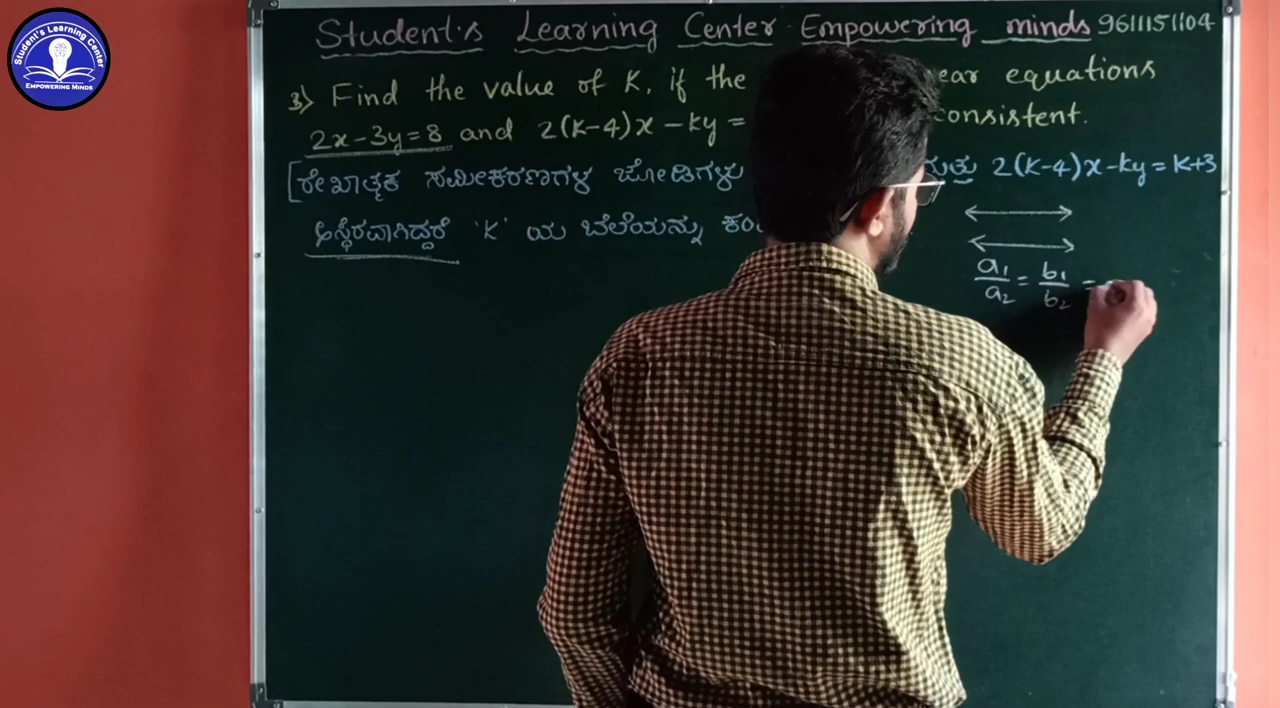 Student's Learning Center
EMPOWERING MINDS
Student's Learning Center Empowering minds 9611151104
3) Find the value of K, if the ear equations
2x-3y=8 and 2(k-4)x-ky= onsistent.
[ರೇಖಾತ್ಮಕ ಸಮೀಕರಣಗಳ ಜೋಡಿಗಳು 2(k-4)x-ky=K+3
ಅಸ್ಥಿರವಾಗಿದ್ದರೆ 'K' ಯ ಬೆಲೆಯನ್ನು
a1/a2 = b1/b2 =